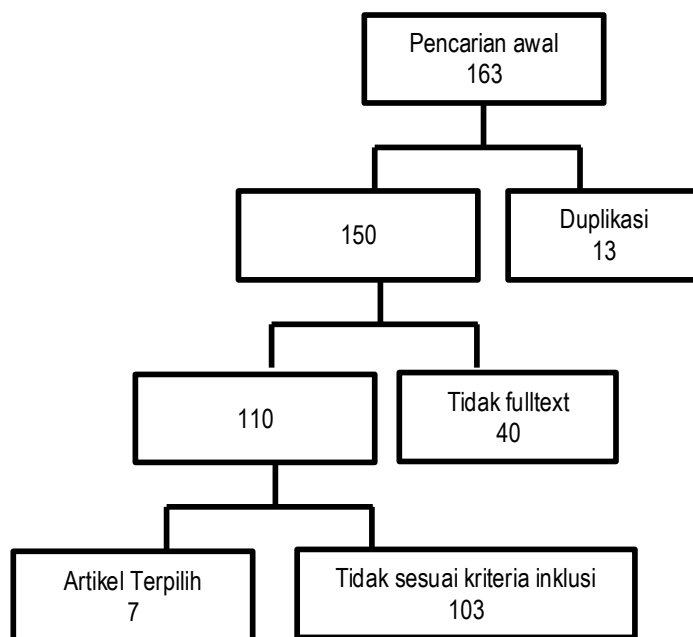 Pencarian awal
163
150
Duplikasi
13
110
Tidak fulltext
40
Artikel Terpilih
7
Tidak sesuai kriteria inklusi
103